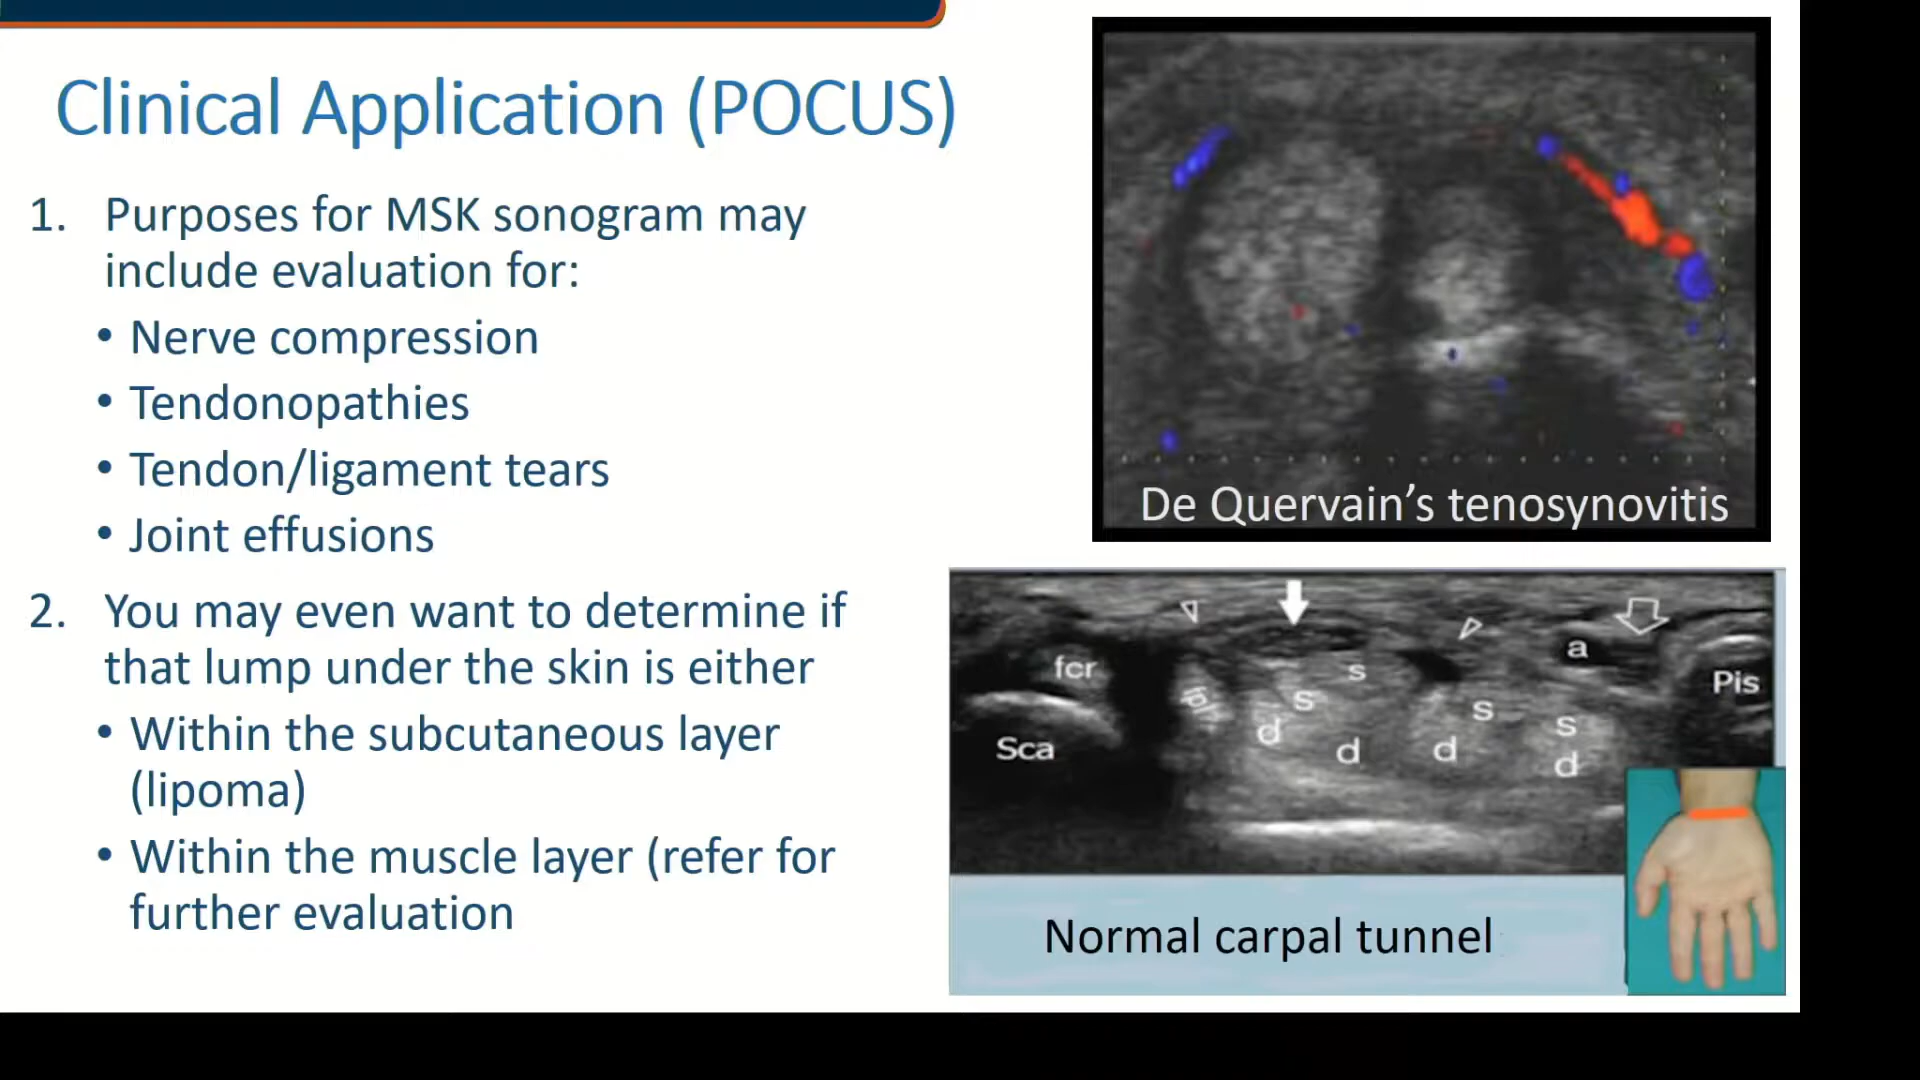 Clinical Application (POCUS)
1. Purposes for MSK sonogram may
include evaluation for:
• Nerve compression
• Tendonopathies
• Tendon/ligament tears
• Joint effusions
2. You may even want to determine if
that lump under the skin is either
• Within the subcutaneous layer
(lipoma)
• Within the muscle layer (refer for
further evaluation
De Quervain’s tenosynovitis
fcr
Sca
fpl
s
s
d
d
s
d
s
d
a
Pis
Normal carpal tunnel